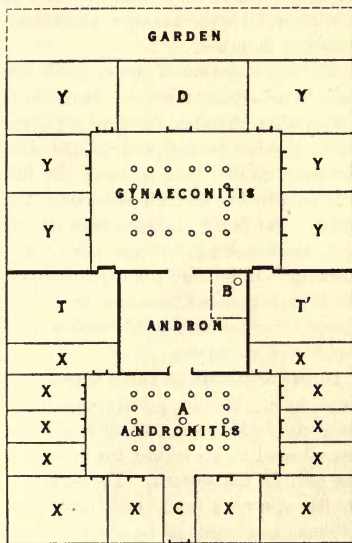 GARDEN
Y D Y
Y Y
GYNAECONITIS
Y Y
B
T T'
ANDRON
X X
X A X
X ANDRONITIS X
X X
X X C X X